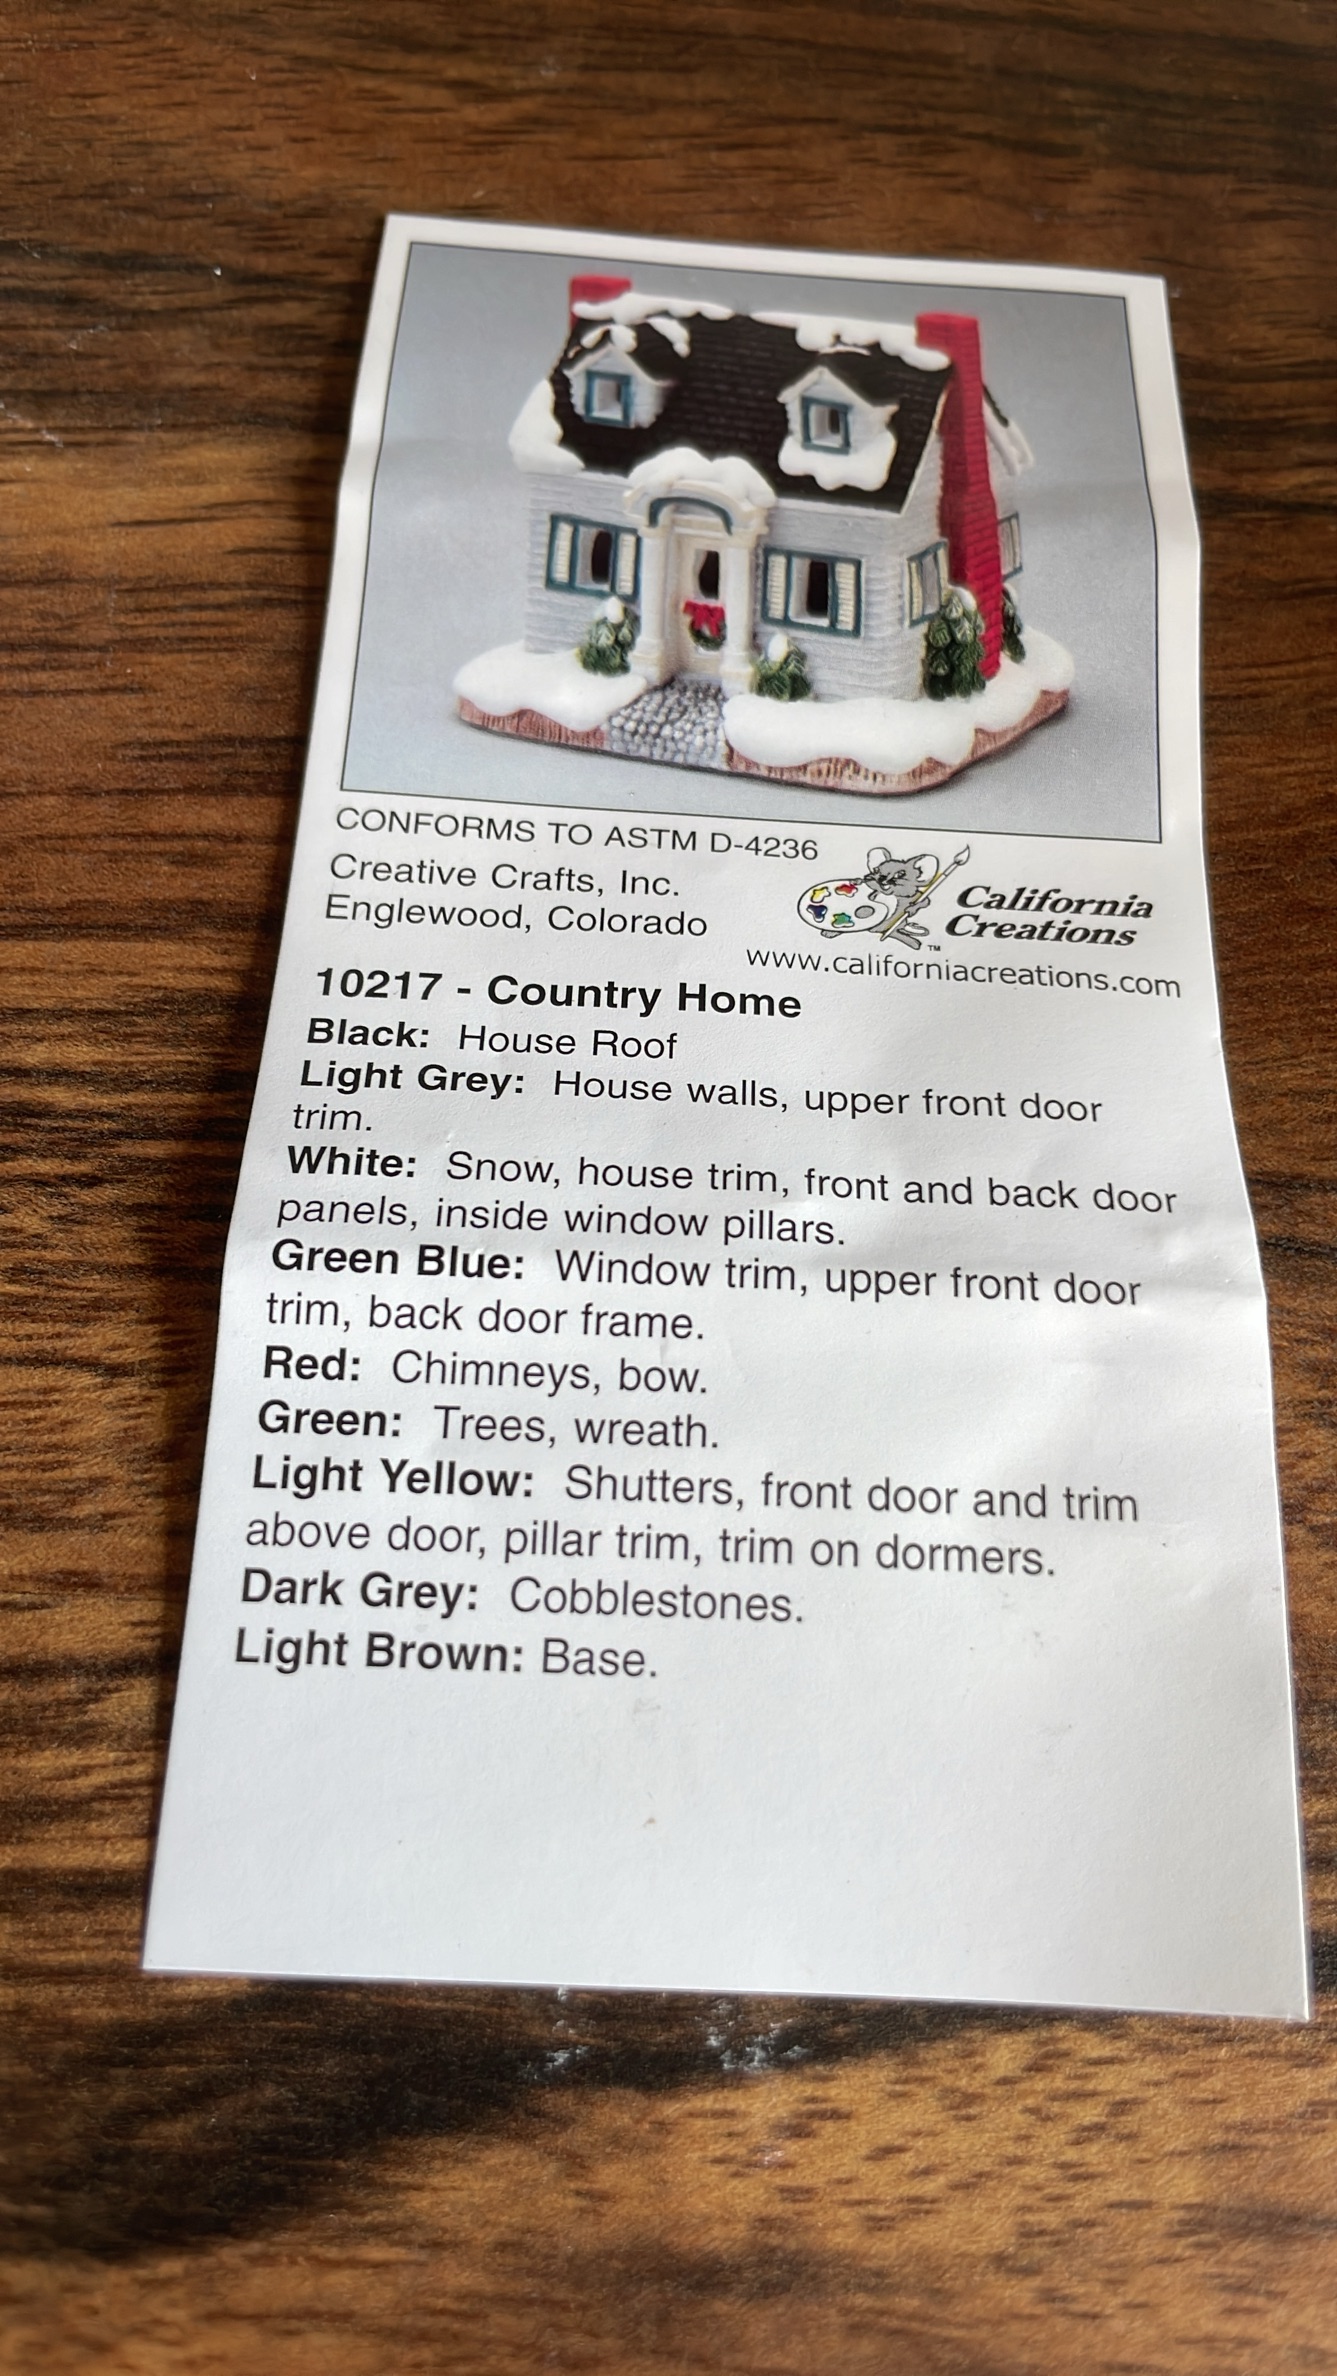 CONFORMS TO ASTM D-4236
Creative Crafts, Inc.
Englewood, Colorado
California
Creations
™
www.californiacreations.com
10217 - Country Home
Black: House Roof
Light Grey: House walls, upper front door
trim.
White: Snow, house trim, front and back door
panels, inside window pillars.
Green Blue: Window trim, upper front door
trim, back door frame.
Red: Chimneys, bow.
Green: Trees, wreath.
Light Yellow: Shutters, front door and trim
above door, pillar trim, trim on dormers.
Dark Grey: Cobblestones.
Light Brown: Base.